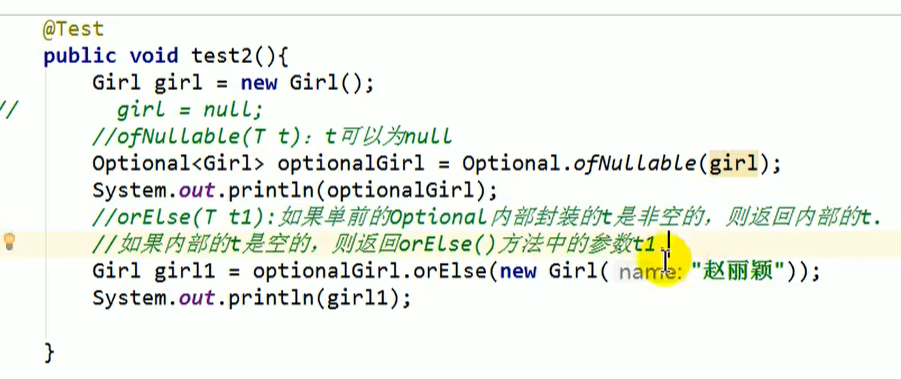 @Test
public void test2(){
Girl girl = new Girl();
// girl = null;
//ofNullable(T t)：t可以为null
Optional<Girl> optionalGirl = Optional.ofNullable(girl);
System.out.println(optionalGirl);
//orElse(T t1):如果单前的Optional内部封装的t是非空的，则返回内部的t.
//如果内部的t是空的，则返回orElse()方法中的参数t1.
Girl girl1 = optionalGirl.orElse(new Girl( name: "赵丽颖"));
System.out.println(girl1);
}